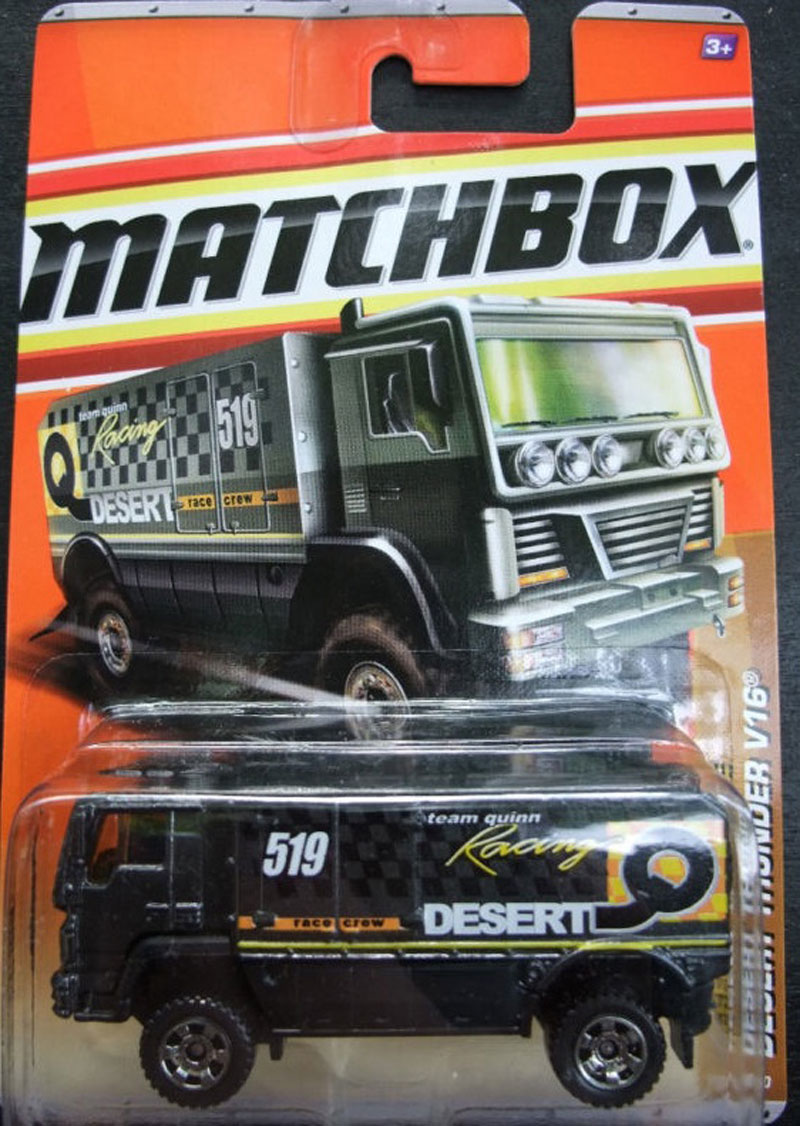 3+
MATCHBOX®
team quinn
Racing
519
Q
DESERT
race crew
DESERT THUNDER V16®
team quinn
Racing
519
Q
race crew
DESERT